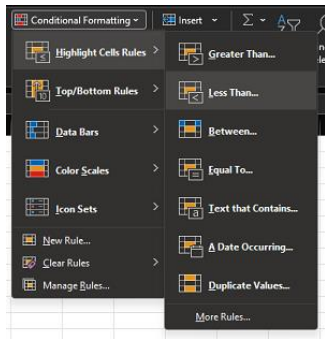 Conditional Formatting
Insert
Highlight Cells Rules
Top/Bottom Rules
Data Bars
Color Scales
Icon Sets
New Rule...
Clear Rules
Manage Rules...
Greater Than...
Less Than...
Between...
Equal To...
Text that Contains...
A Date Occurring...
Duplicate Values...
More Rules...